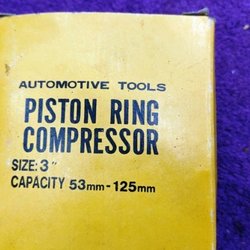 AUTOMOTIVE TOOLS
PISTON RING
COMPRESSOR
SIZE: 3"
CAPACITY 53mm-125mm